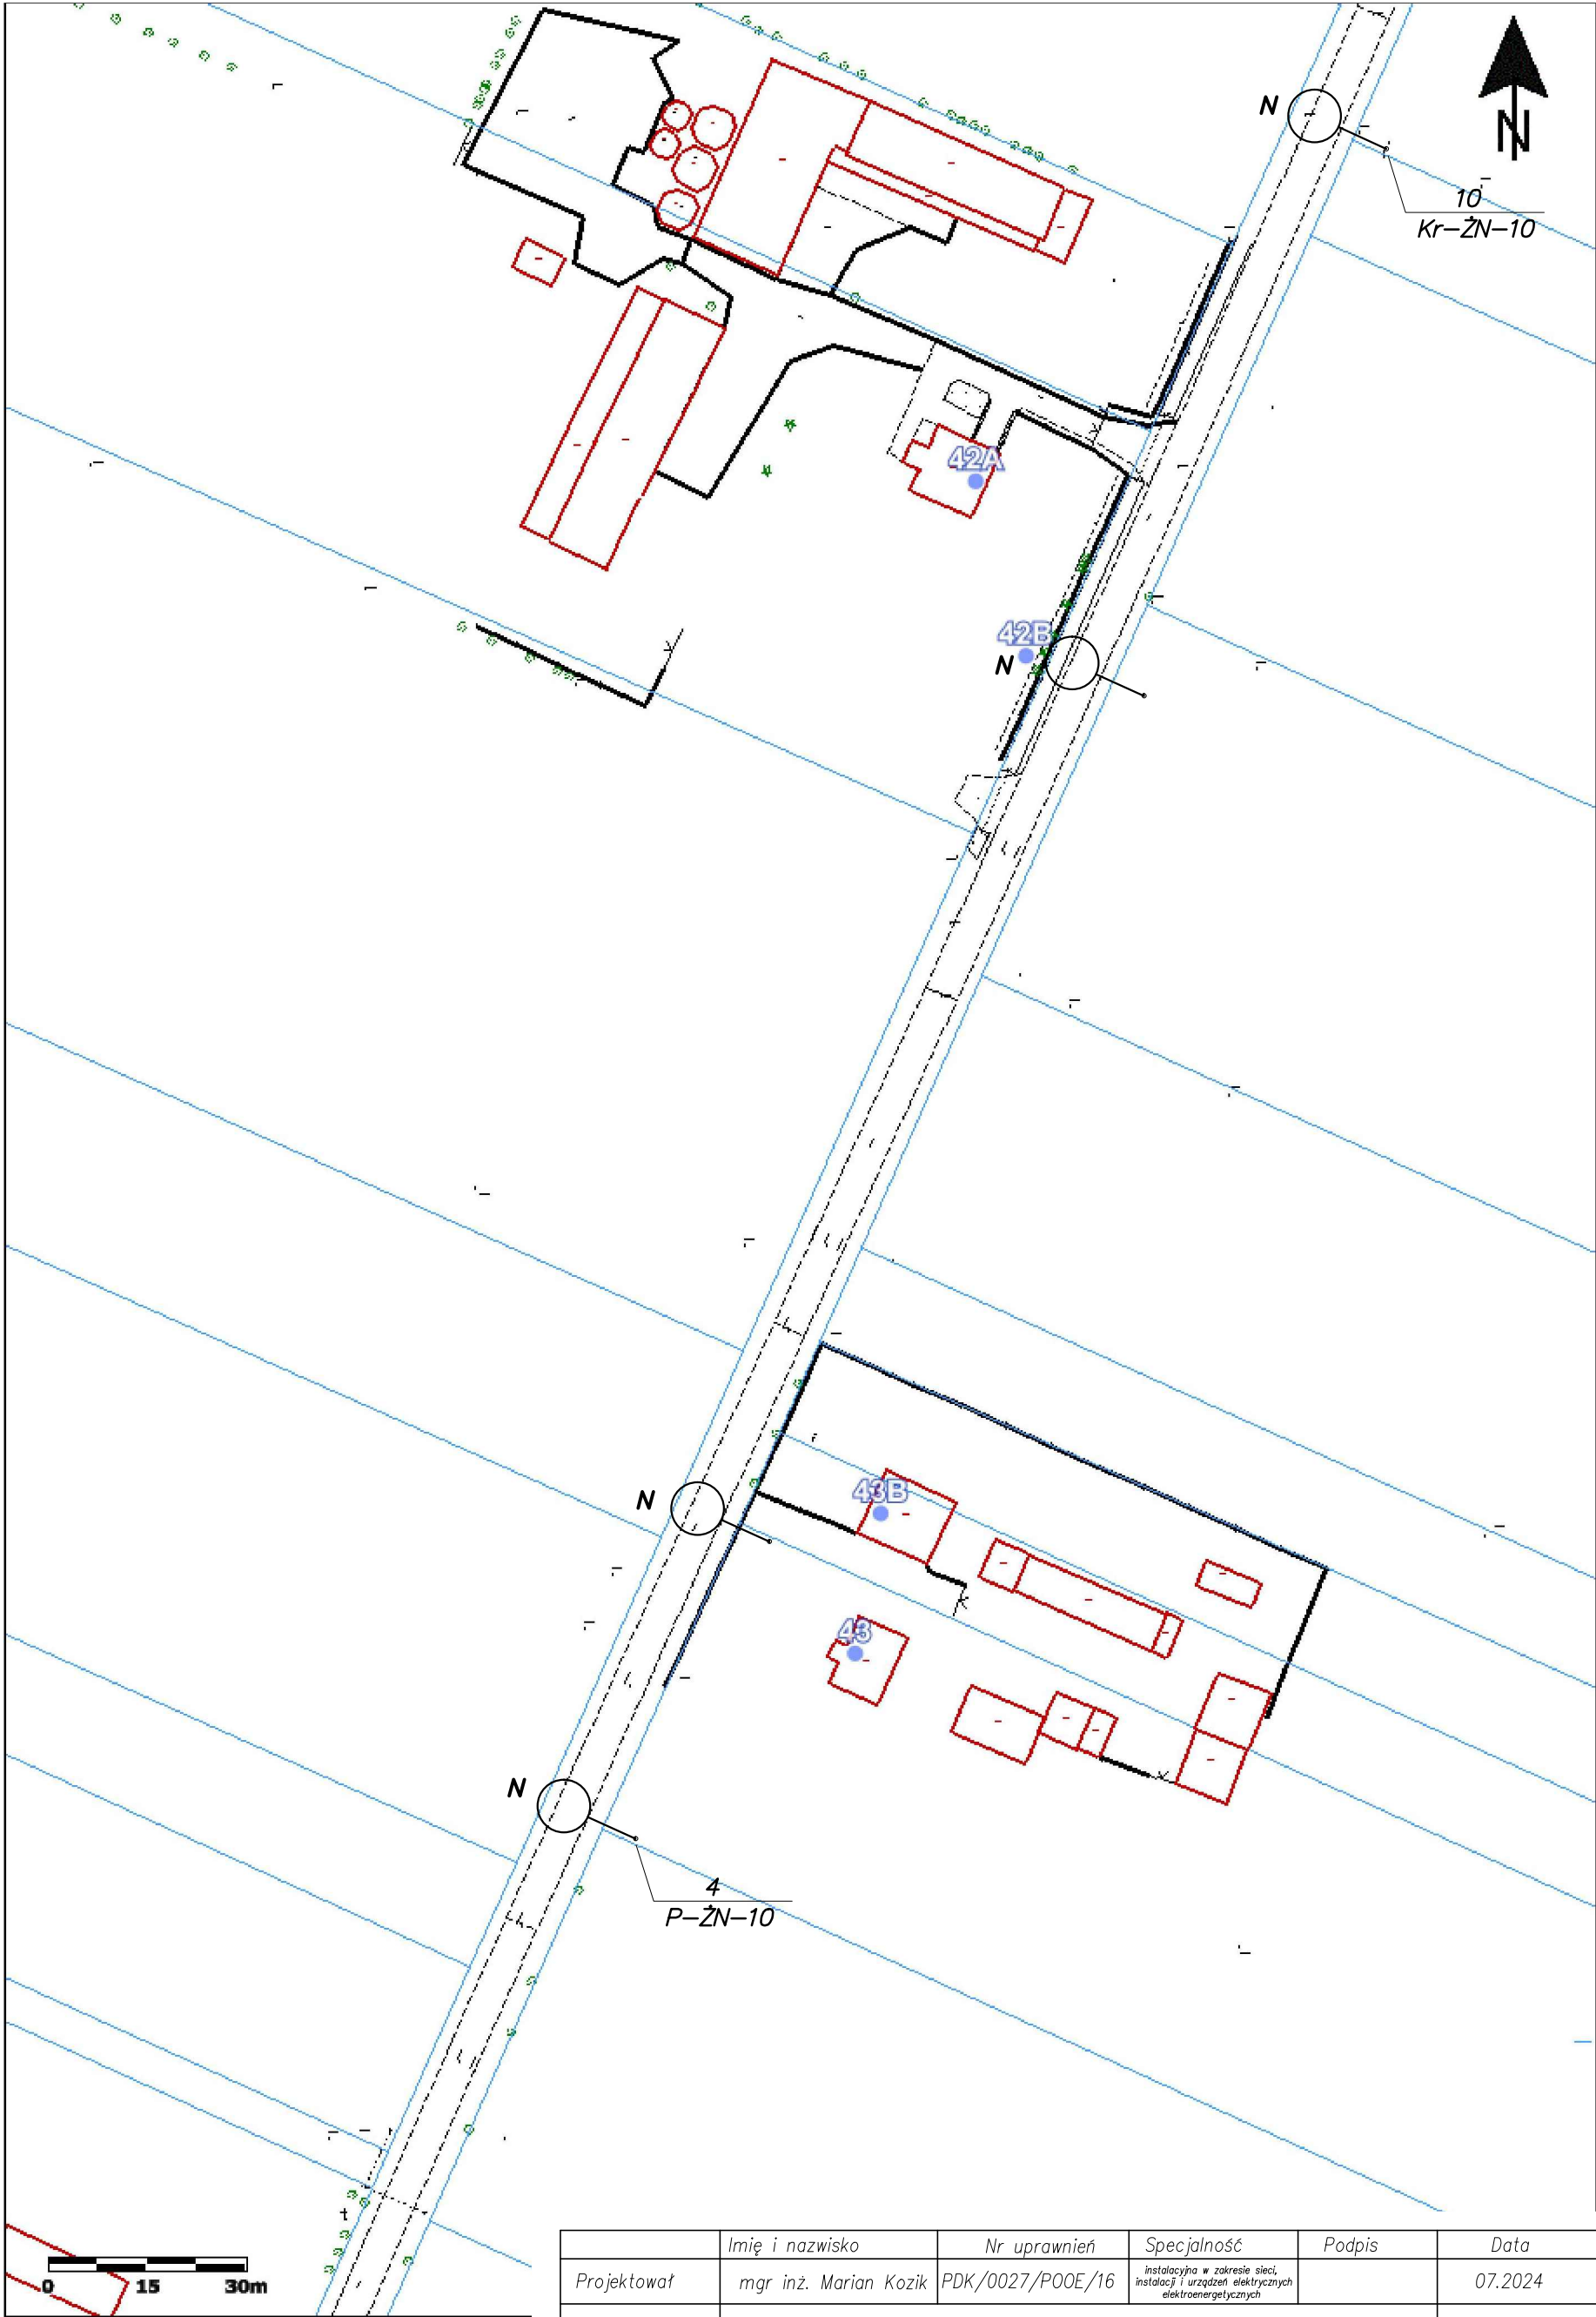 N
N
10
Kr-ŻN-10
42A
42B
N
43B
N
43
N
4
P-ŻN-10
t
0 15 30m
Imię i nazwisko Nr uprawnień Specjalność Podpis Data
Projektował mgr inż. Marian Kozik PDK/0027/POOE/16 instalacyjna w zakresie sieci, 07.2024
instalacji i urządzeń elektrycznych
elektroenergetycznych